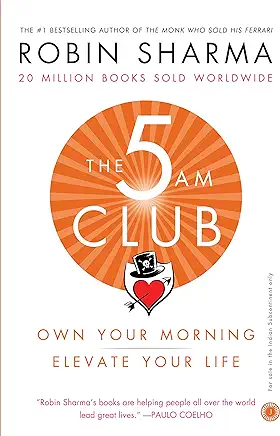 THE #1 BESTSELLING AUTHOR OF THE MONK WHO SOLD HIS FERRARI
ROBIN SHARMA
20 MILLION BOOKS SOLD WORLDWIDE
THE 5 AM
CLUB
OWN YOUR MORNING
ELEVATE YOUR LIFE
For sale in the Indian Subcontinent only
"Robin Sharma's books are helping people all over the world
lead great lives." —PAULO COELHO